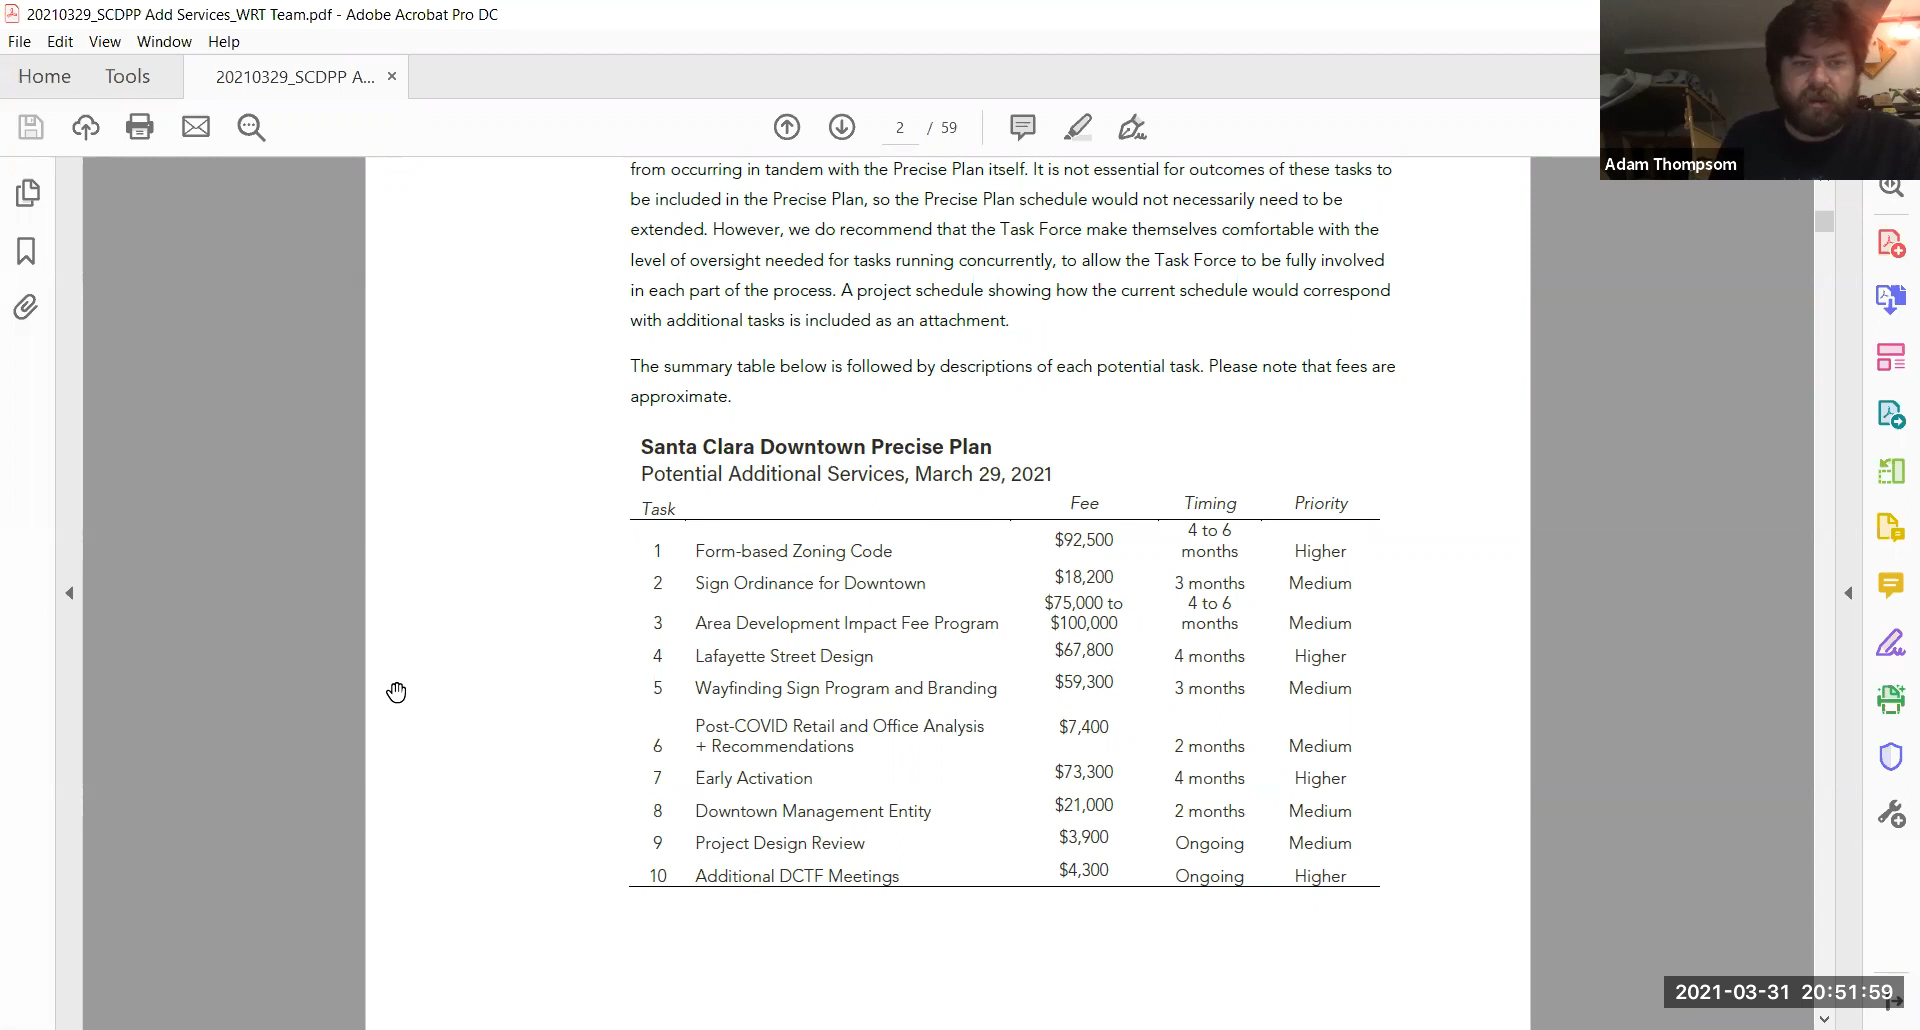 20210329_SCDPP Add Services_WRT Team.pdf - Adobe Acrobat Pro DC
File Edit View Window Help
Home Tools 20210329_SCDPP A... ×
2 / 59
Adam Thompsom
from occurring in tandem with the Precise Plan itself. It is not essential for outcomes of these tasks to
be included in the Precise Plan, so the Precise Plan schedule would not necessarily need to be
extended. However, we do recommend that the Task Force make themselves comfortable with the
level of oversight needed for tasks running concurrently, to allow the Task Force to be fully involved
in each part of the process. A project schedule showing how the current schedule would correspond
with additional tasks is included as an attachment.
The summary table below is followed by descriptions of each potential task. Please note that fees are
approximate.
Santa Clara Downtown Precise Plan
Potential Additional Services, March 29, 2021
Task Fee Timing Priority
1 Form-based Zoning Code $92,500 4 to 6 months Higher
2 Sign Ordinance for Downtown $18,200 3 months Medium
3 Area Development Impact Fee Program $75,000 to $100,000 4 to 6 months Medium
4 Lafayette Street Design $67,800 4 months Higher
5 Wayfinding Sign Program and Branding $59,300 3 months Medium
6 Post-COVID Retail and Office Analysis + Recommendations $7,400 2 months Medium
7 Early Activation $73,300 4 months Higher
8 Downtown Management Entity $21,000 2 months Medium
9 Project Design Review $3,900 Ongoing Medium
10 Additional DCTF Meetings $4,300 Ongoing Higher
2021-03-31 20:51:59